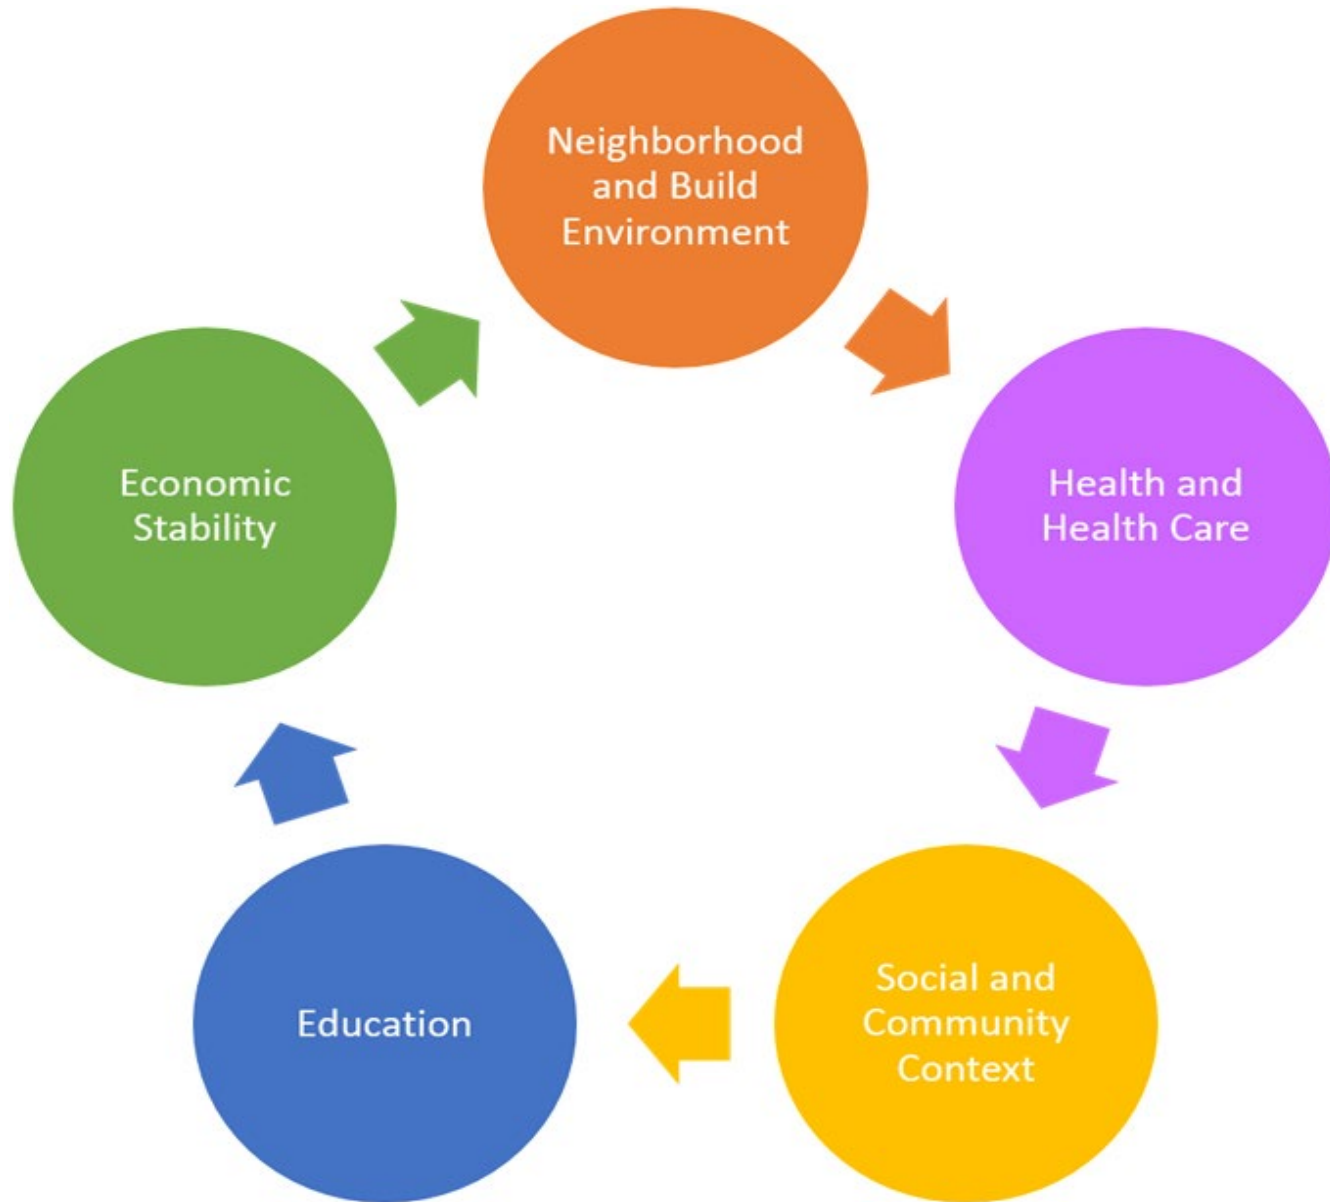 Neighborhood
and Build
Environment
Health and
Health Care
Social and
Community
Context
Education
Economic
Stability